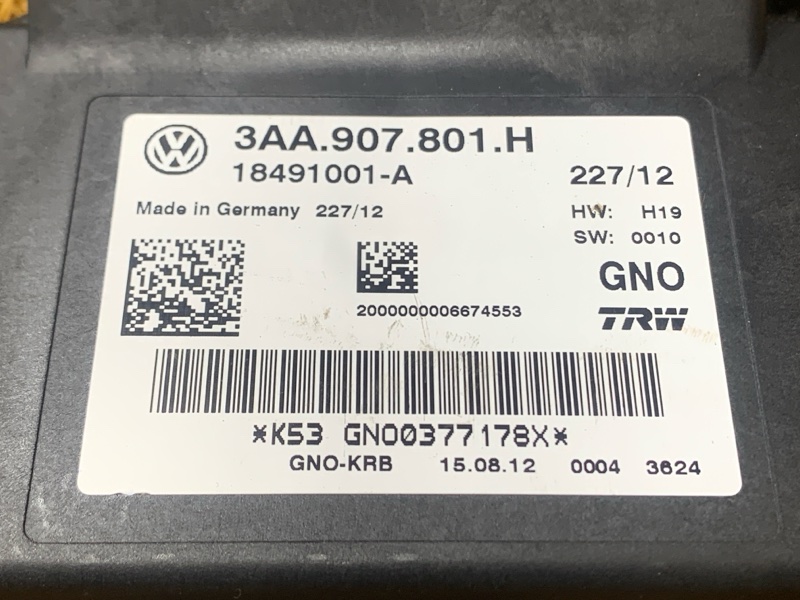 3AA.907.801.H
18491001-A 227/12
Made in Germany 227/12 HW: H19
SW: 0010
GNO
2000000006674553
TRW
*K53 GNO0377178X*
GNO-KRB 15.08.12 0004 3624